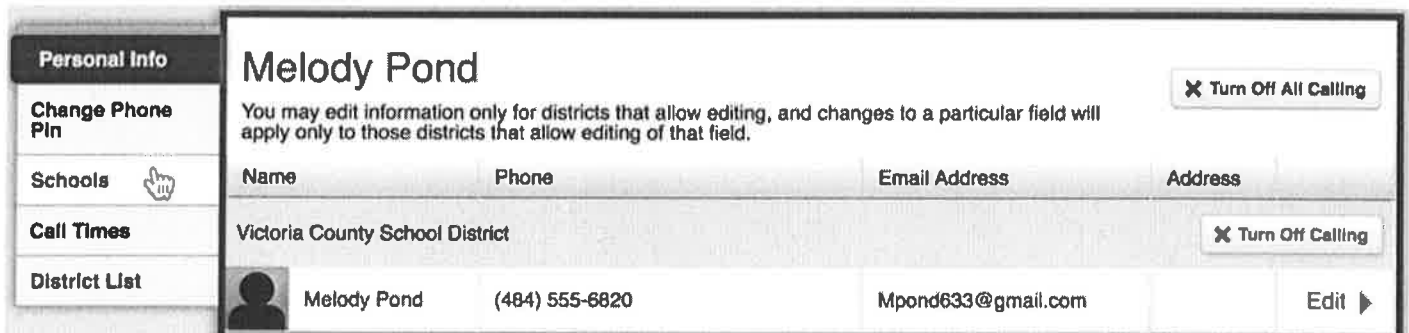 Personal Info
Change Phone
Pin
Schools
Call Times
District List
Melody Pond
Turn Off All Calling
You may edit information only for districts that allow editing, and changes to a particular field will
apply only to those districts that allow editing of that field.
Name Phone Email Address Address
Victoria County School District Turn Off Calling
Melody Pond (484) 555-6820 Mpond633@gmail.com Edit